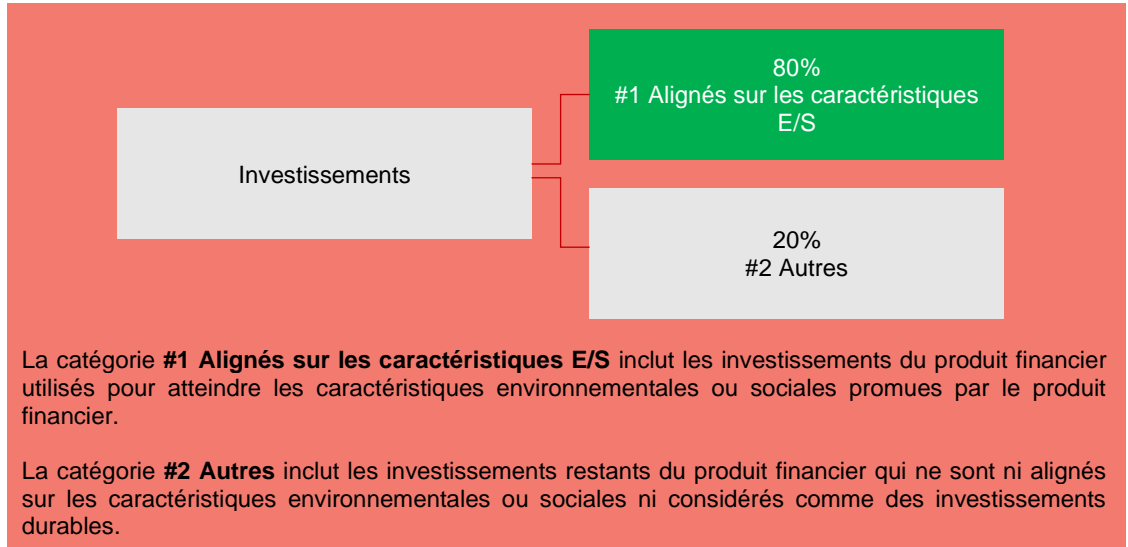 80%
#1 Alignés sur les caractéristiques
E/S
Investissements
20%
#2 Autres
La catégorie #1 Alignés sur les caractéristiques E/S inclut les investissements du produit financier
utilisés pour atteindre les caractéristiques environnementales ou sociales promues par le produit
financier.
La catégorie #2 Autres inclut les investissements restants du produit financier qui ne sont ni alignés
sur les caractéristiques environnementales ou sociales ni considérés comme des investissements
durables.